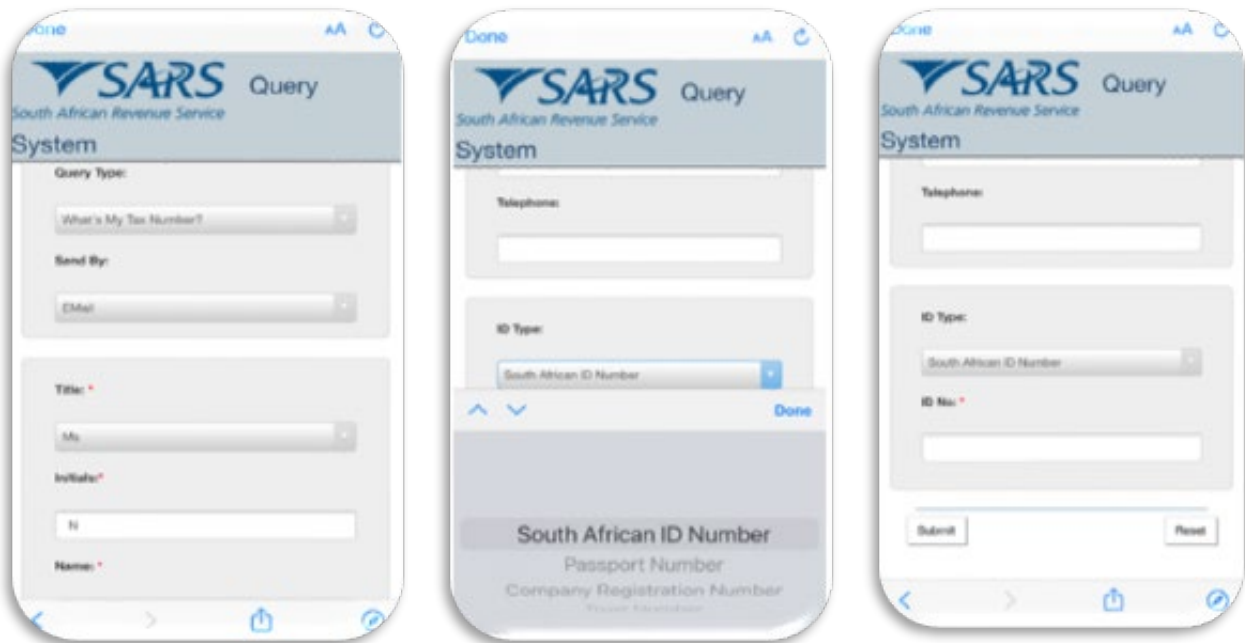 Done AA
SARS Query
South African Revenue Service
System
Query Type:
What's My Tax Number?
Send By:
EMail
Title: *
Ms
Initials:*
N
Name: *
Done AA
SARS Query
South African Revenue Service
System
Telephone:
ID Type:
South African ID Number
Done
South African ID Number
Passport Number
Company Registration Number
Trust Number
Done AA
SARS Query
South African Revenue Service
System
Telephone:
ID Type:
South African ID Number
ID No: *
Submit Reset